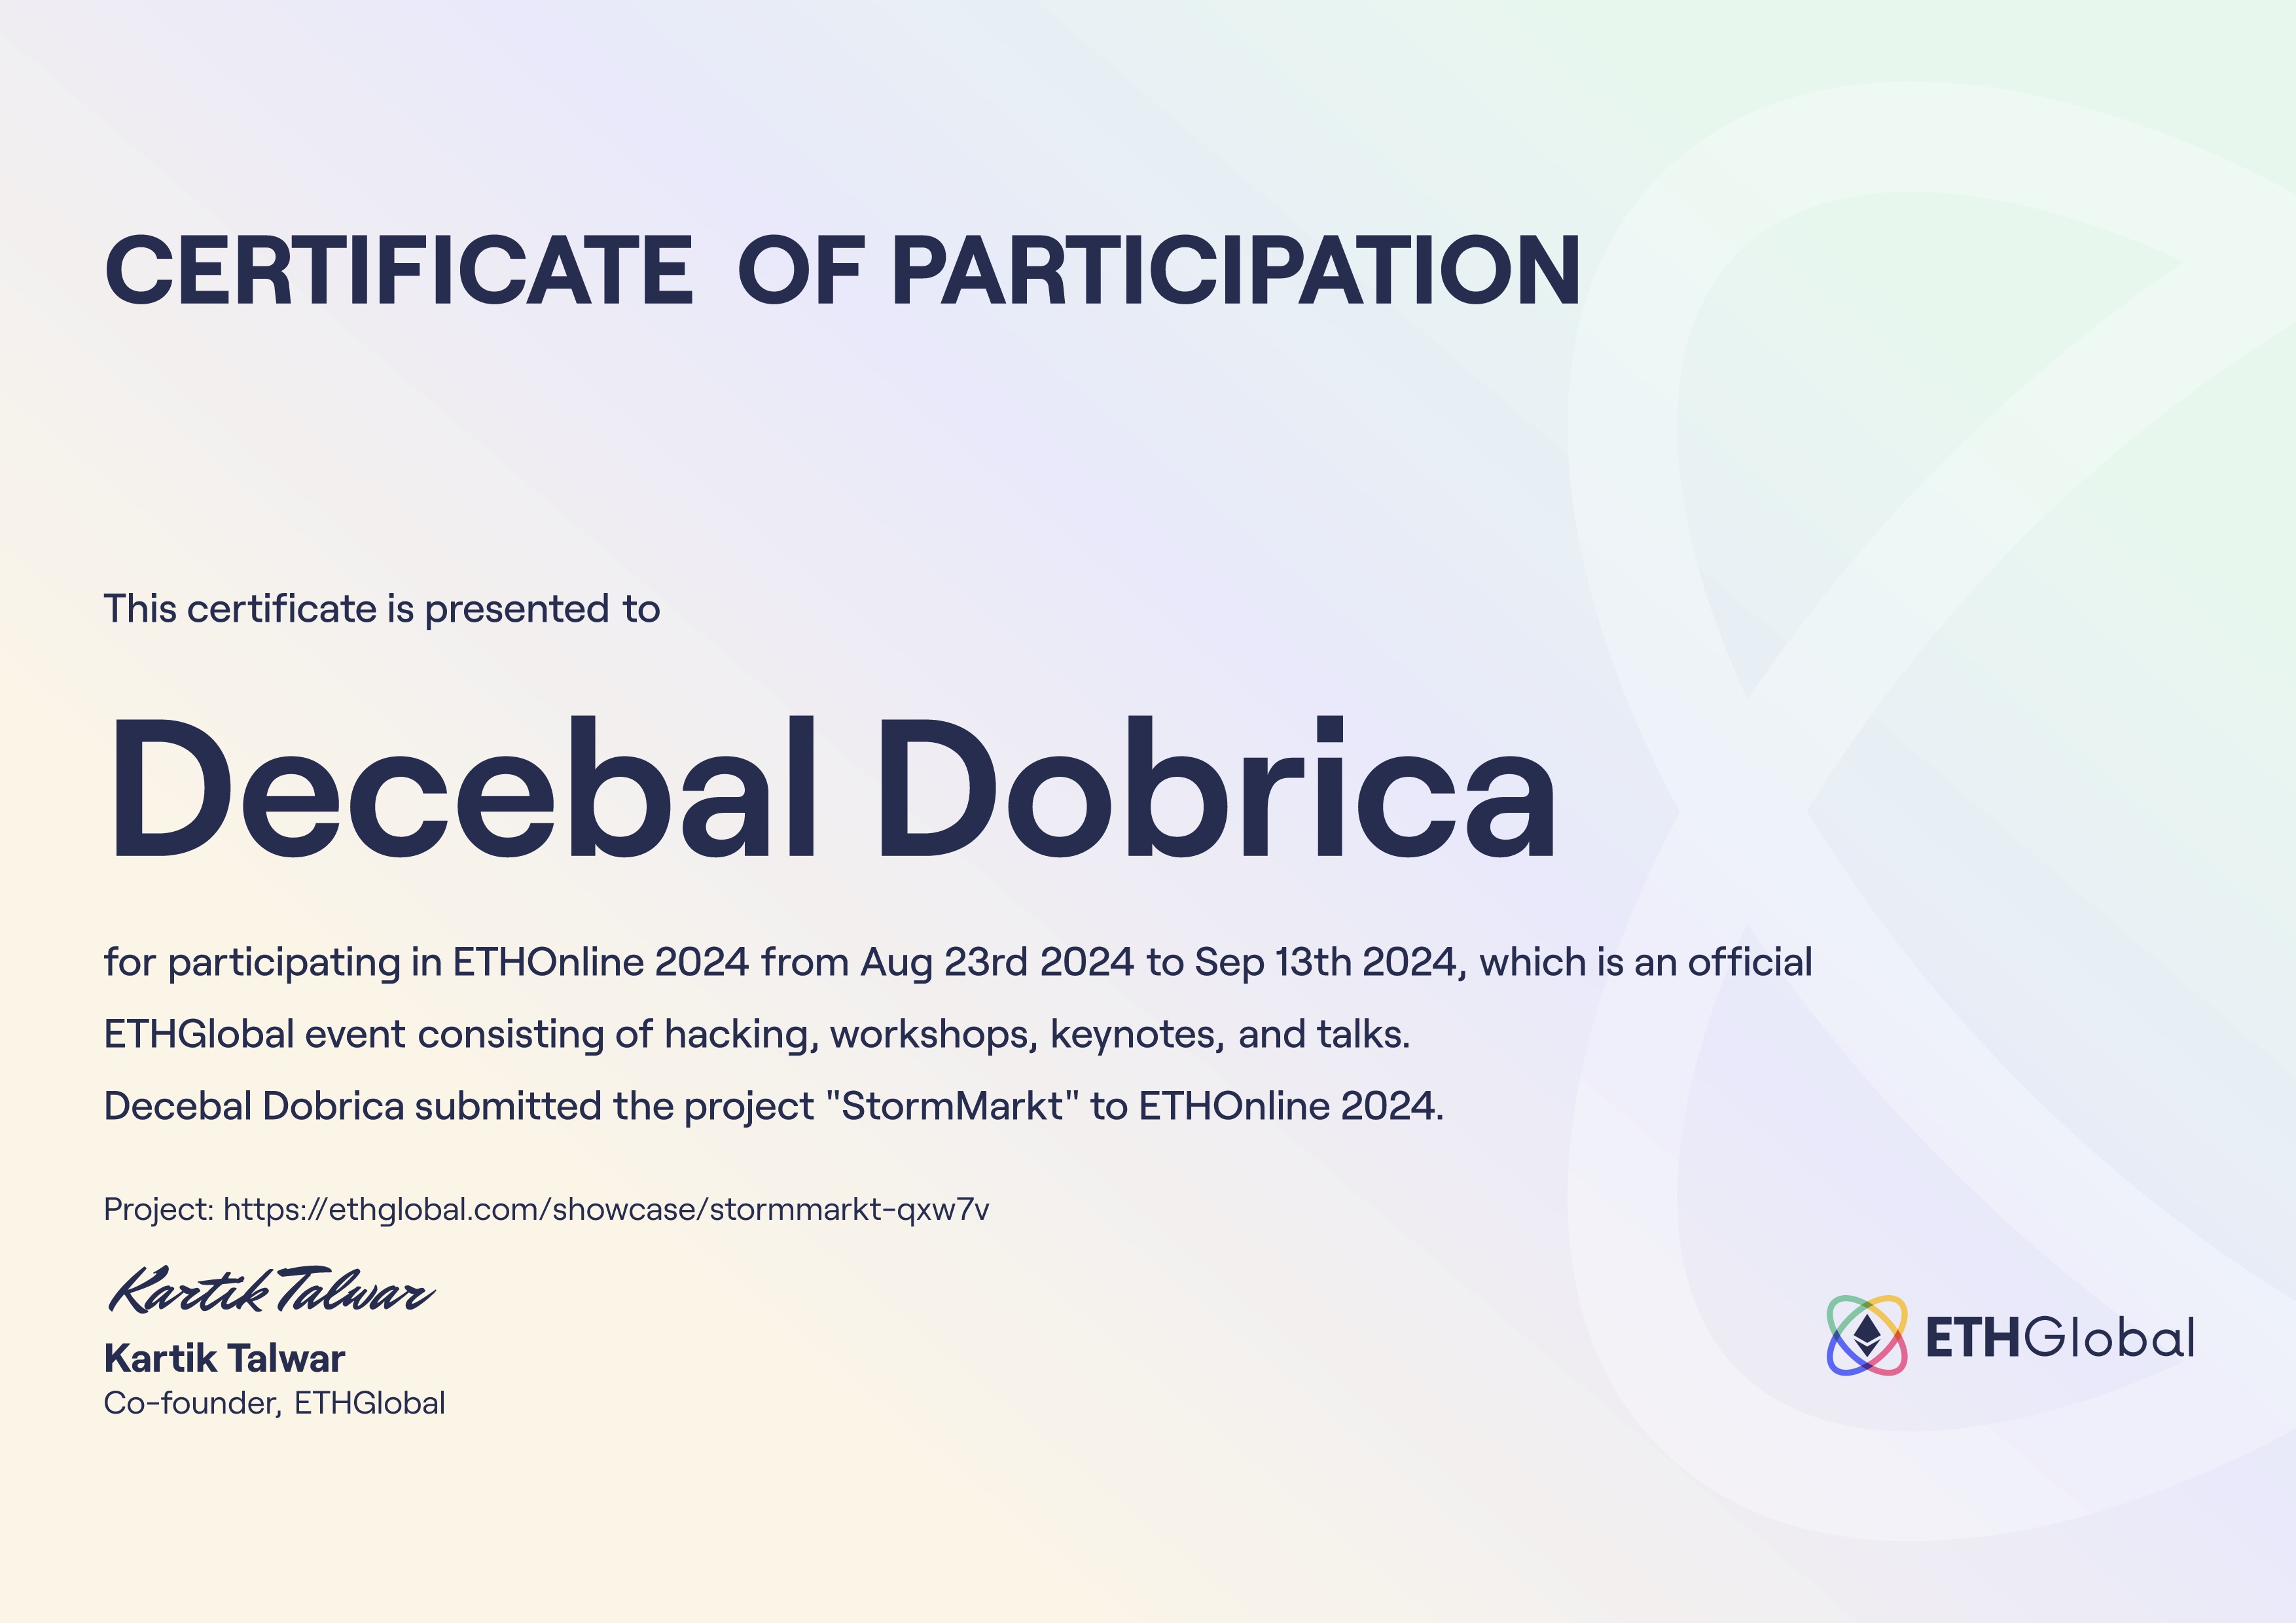 CERTIFICATE OF PARTICIPATION
This certificate is presented to
Decebal Dobrica
for participating in ETHOnline 2024 from Aug 23rd 2024 to Sep 13th 2024, which is an official
ETHGlobal event consisting of hacking, workshops, keynotes, and talks.
Decebal Dobrica submitted the project "StormMarkt" to ETHOnline 2024.
Project: https://ethglobal.com/showcase/stormmarkt-qxw7v
Kartik Talwar
Kartik Talwar
Co-founder, ETHGlobal
ETHGlobal